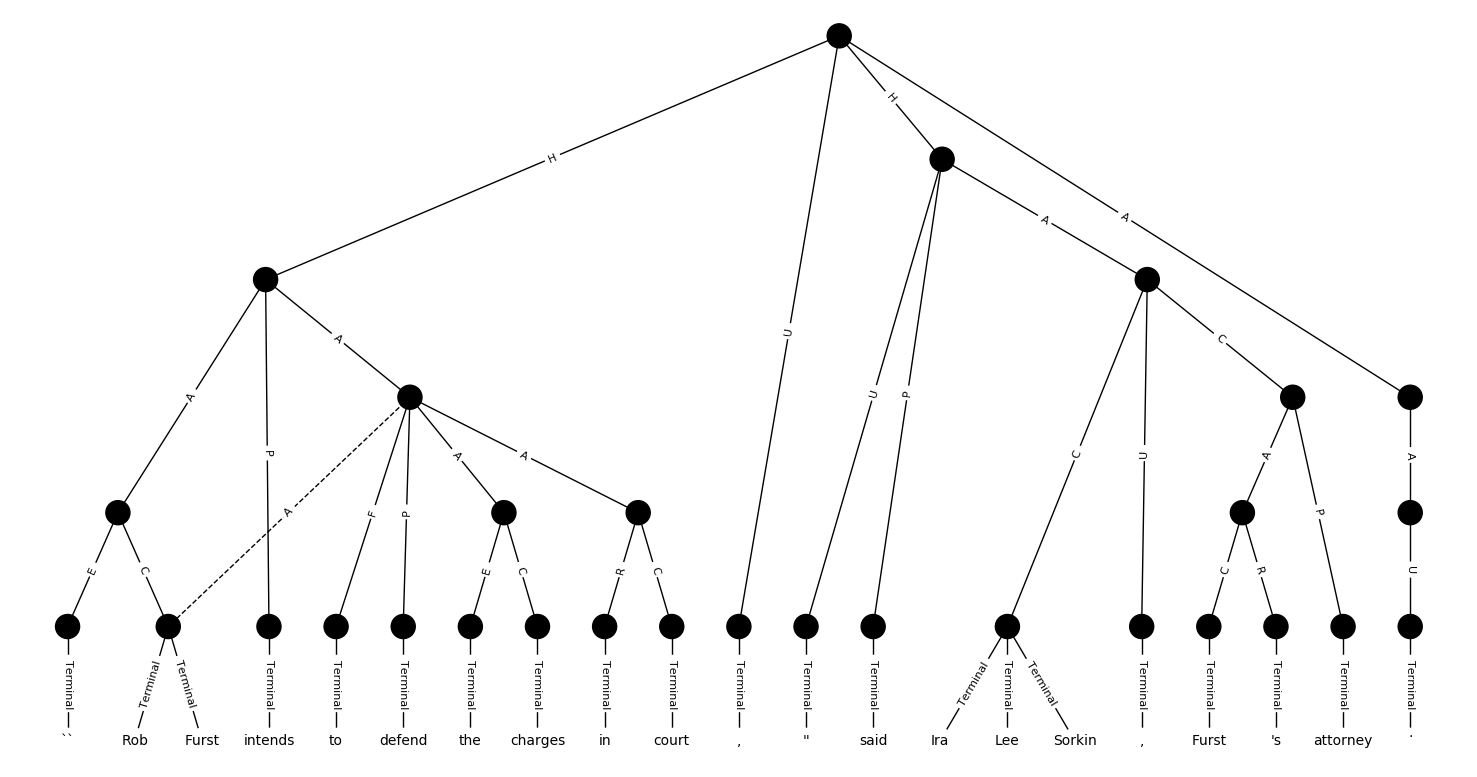 H
H
A
A
U
A
A
P
A
U
P
C
U
C
A
A
A
A
P
E
C
A
F
P
E
C
R
C
C
R
U
Terminal Terminal Terminal Terminal Terminal Terminal Terminal Terminal Terminal Terminal Terminal Terminal Terminal Terminal Terminal Terminal Terminal Terminal Terminal Terminal Terminal
`` Rob Furst intends to defend the charges in court , " said Ira Lee Sorkin , Furst 's attorney .